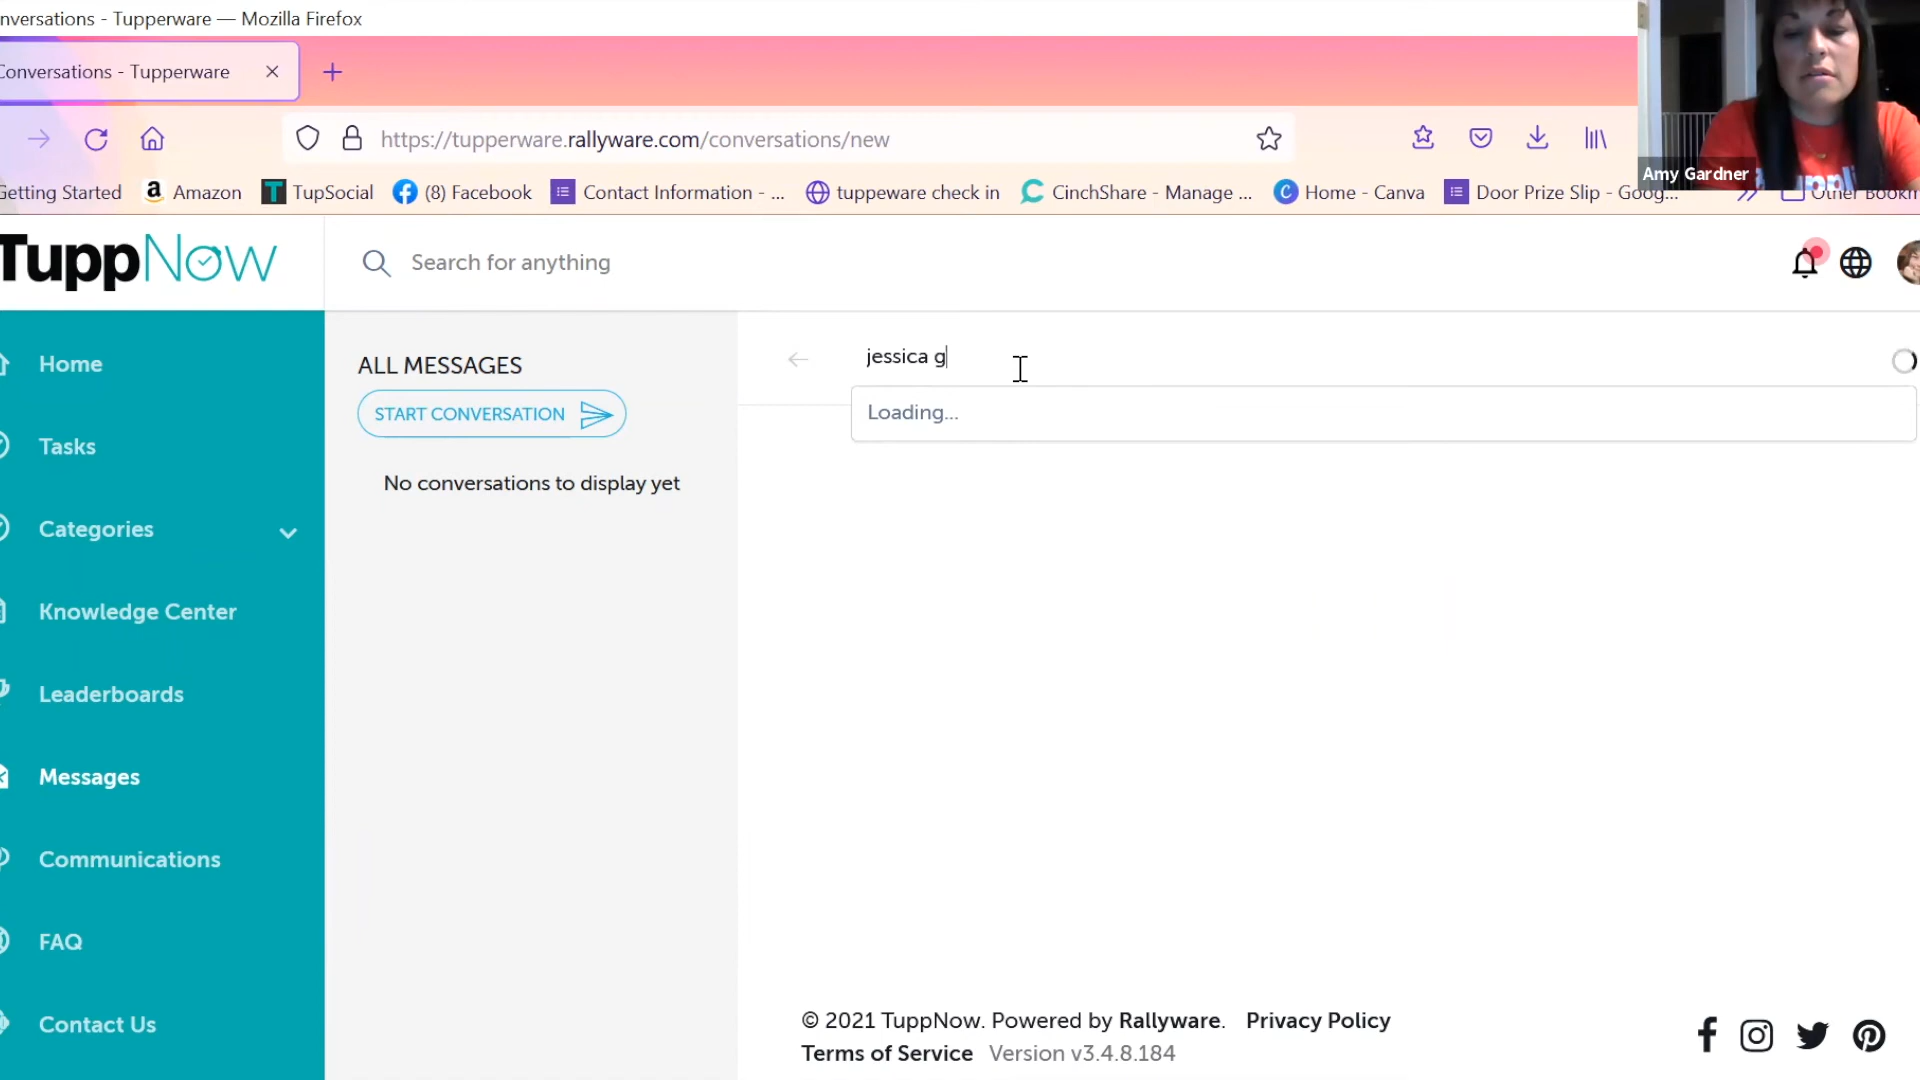 nversations - Tupperware — Mozilla Firefox
Conversations - Tupperware
https://tupperware.rallyware.com/conversations/new
Getting Started Amazon TupSocial (8) Facebook Contact Information - ... tuppeware check in CinchShare - Manage ... Home - Canva Door Prize Slip - Goog... Other Bookm
Amy Gardner
TuppNow
Search for anything
Home
Tasks
Categories
Knowledge Center
Leaderboards
Messages
Communications
FAQ
Contact Us
ALL MESSAGES
START CONVERSATION
No conversations to display yet
jessica g
Loading...
© 2021 TuppNow. Powered by Rallyware. Privacy Policy
Terms of Service Version v3.4.8.184